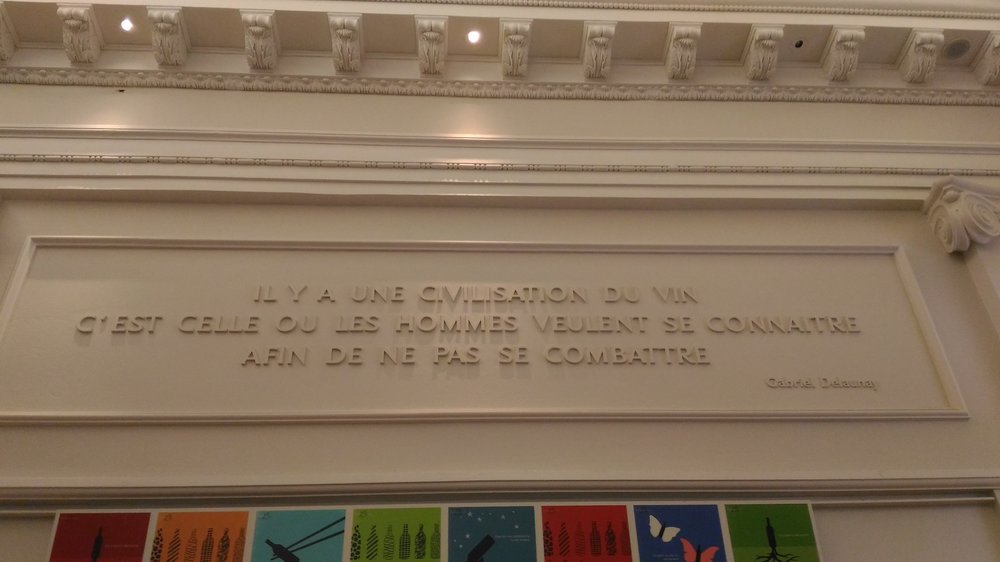 IL Y A UNE CIVILISATION DU VIN
C'EST CELLE OU LES HOMMES VEULENT SE CONNAITRE
AFIN DE NE PAS SE COMBATTRE
Gabriel Delaunay